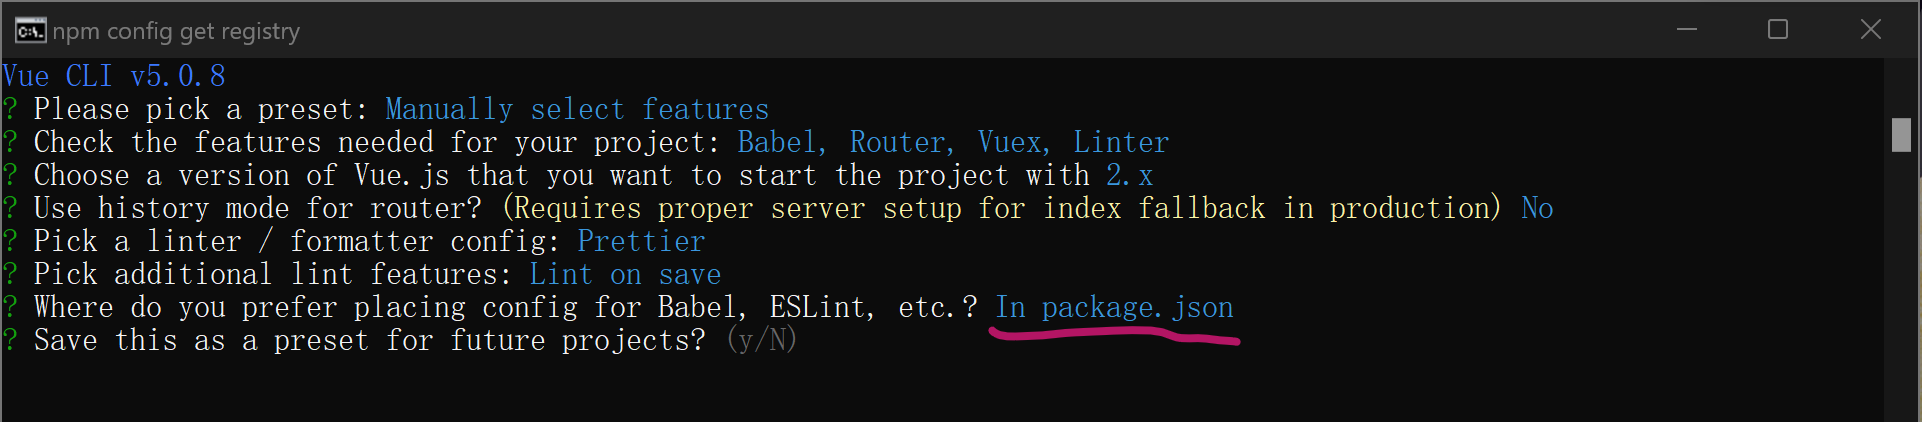 npm config get registry
Vue CLI v5.0.8
? Please pick a preset: Manually select features
? Check the features needed for your project: Babel, Router, Vuex, Linter
? Choose a version of Vue.js that you want to start the project with 2.x
? Use history mode for router? (Requires proper server setup for index fallback in production) No
? Pick a linter / formatter config: Prettier
? Pick additional lint features: Lint on save
? Where do you prefer placing config for Babel, ESLint, etc.? In package.json
? Save this as a preset for future projects? (y/N)